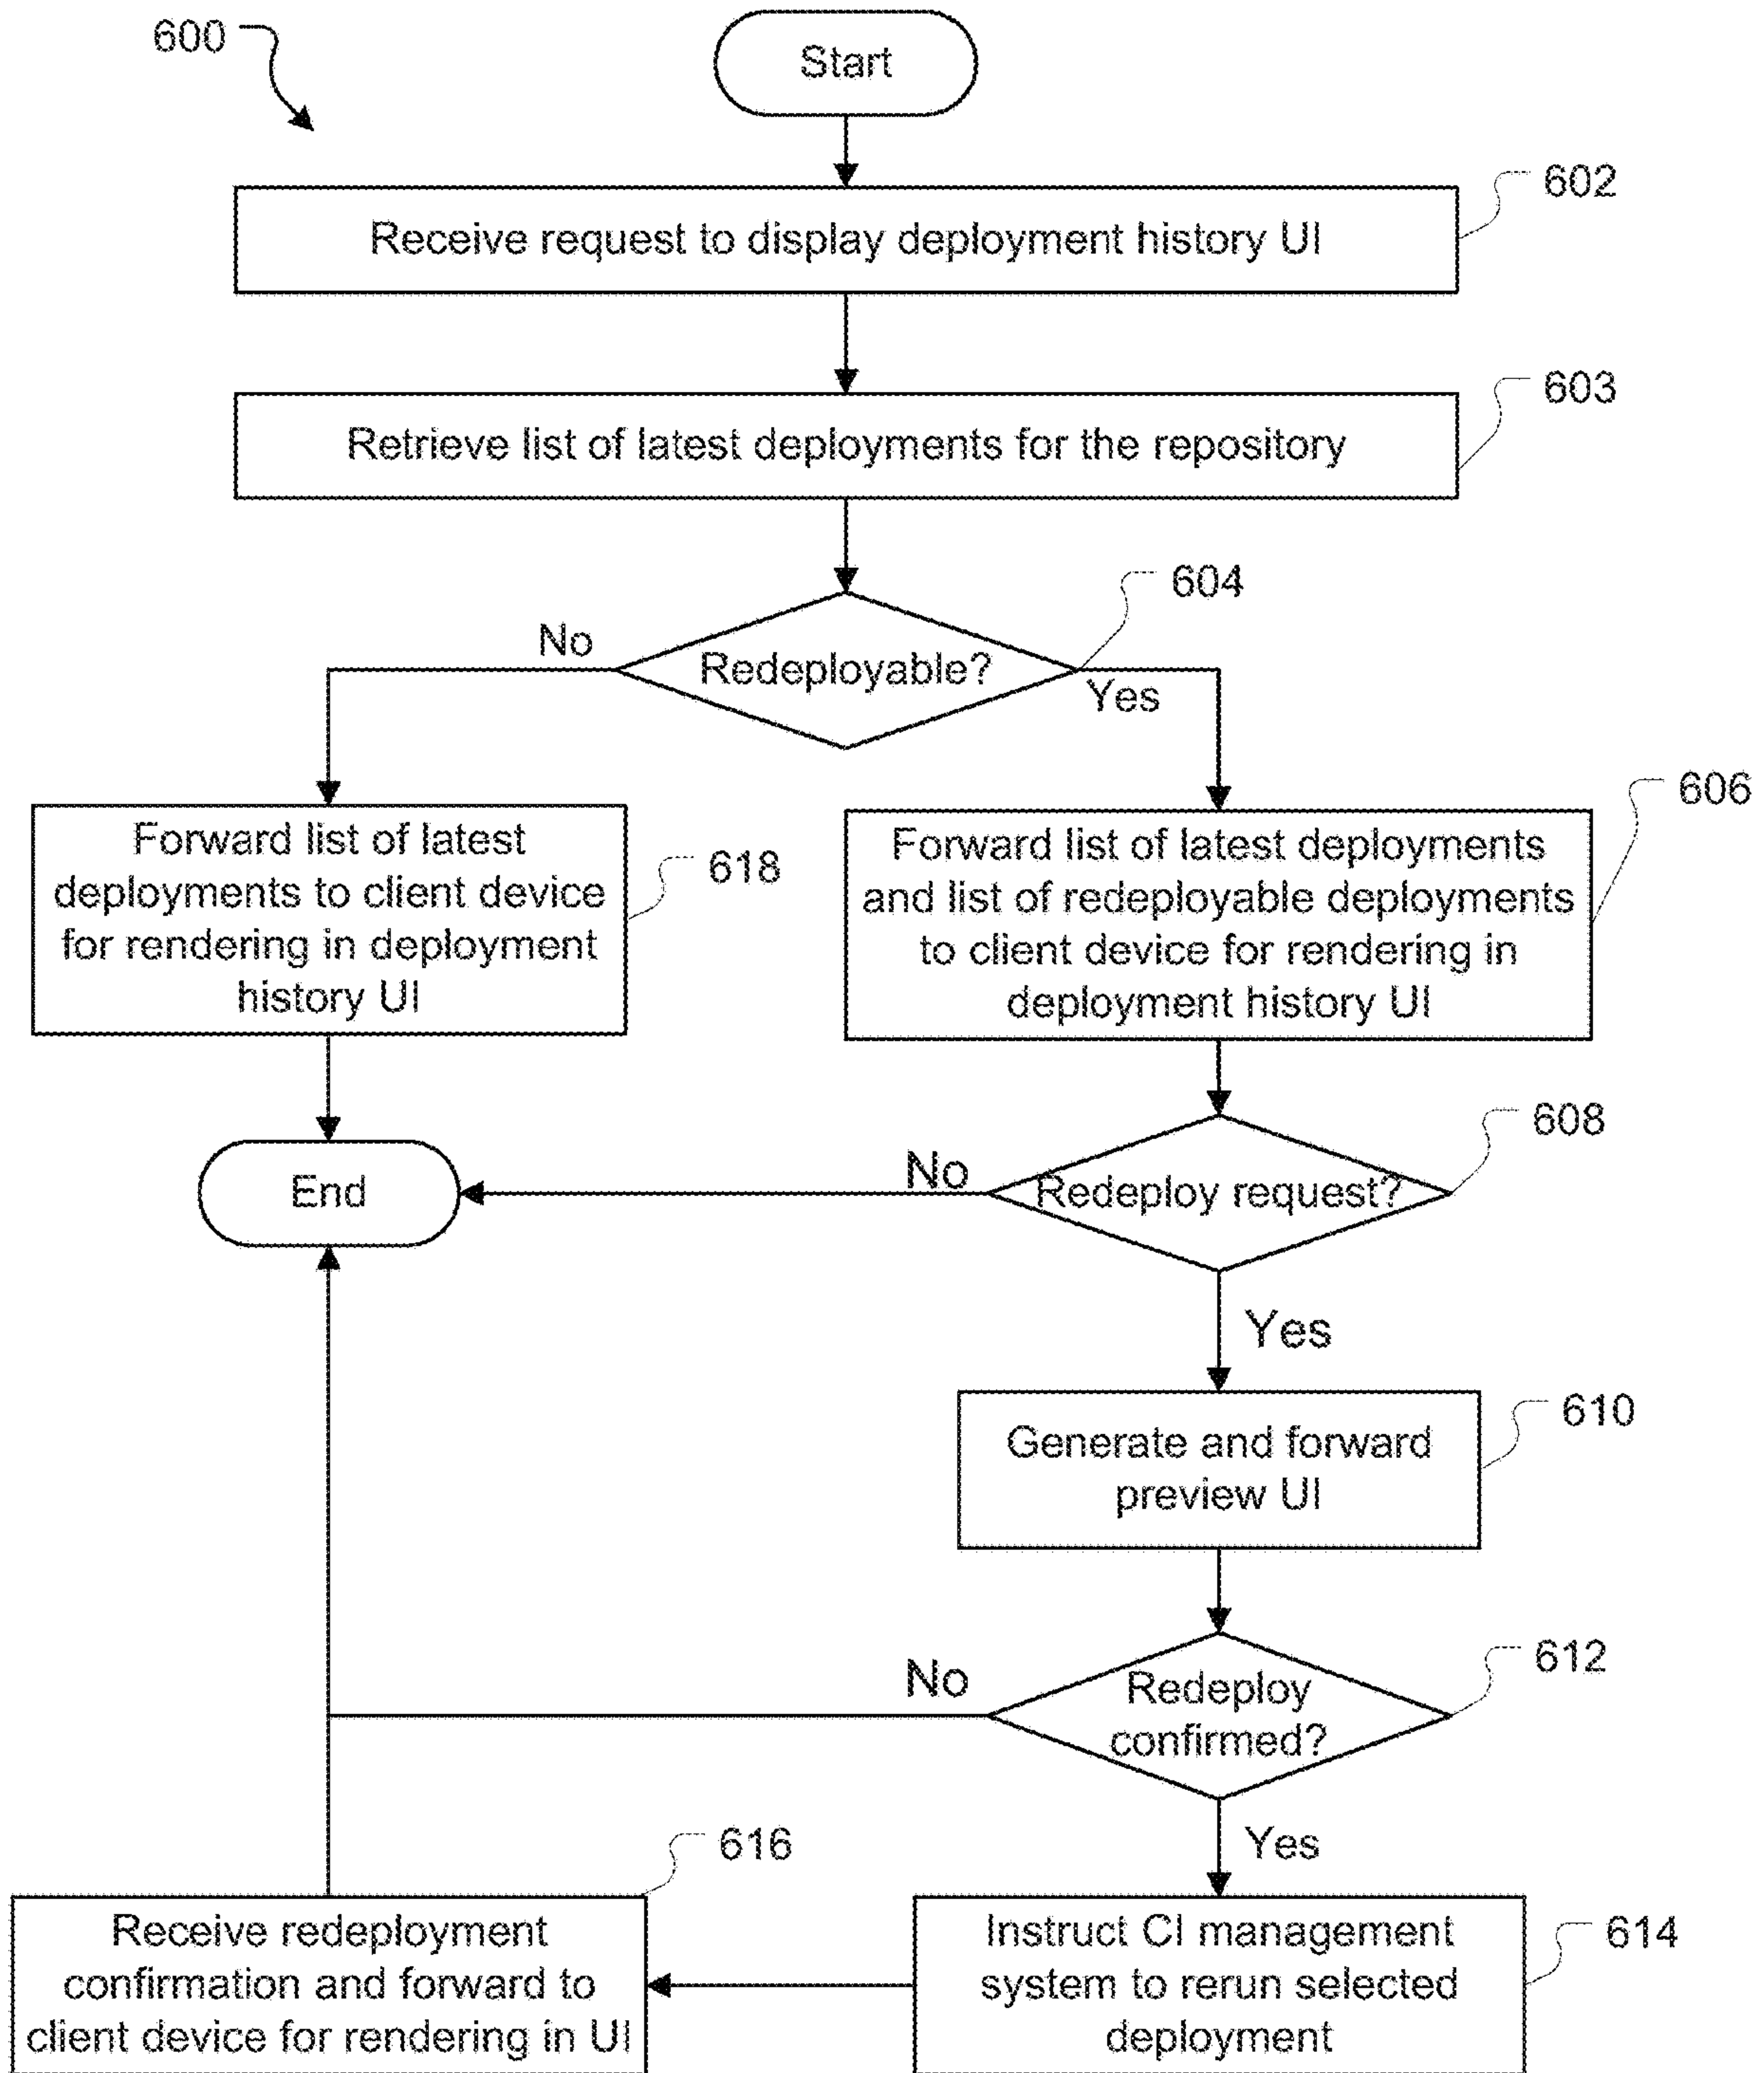 600
Start
602
Receive request to display deployment history UI
603
Retrieve list of latest deployments for the repository
604
No
Redeployable?
Yes
606
Forward list of latest
deployments to client device
for rendering in deployment
history UI
618
Forward list of latest deployments
and list of redeployable deployments
to client device for rendering in
deployment history UI
608
End
No
Redeploy request?
Yes
610
Generate and forward
preview UI
612
No
Redeploy
confirmed?
Yes
616
Receive redeployment
confirmation and forward to
client device for rendering in UI
614
Instruct CI management
system to rerun selected
deployment